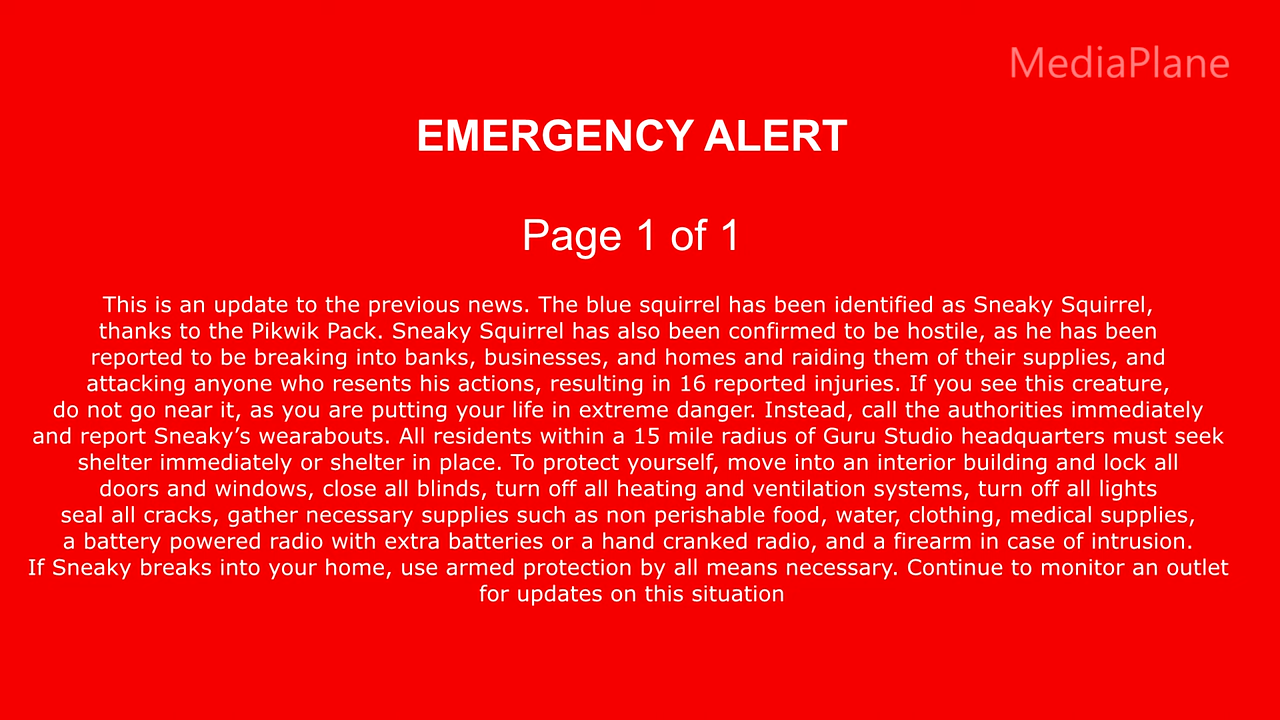 MediaPlane
EMERGENCY ALERT
Page 1 of 1
This is an update to the previous news. The blue squirrel has been identified as Sneaky Squirrel,
thanks to the Pikwik Pack. Sneaky Squirrel has also been confirmed to be hostile, as he has been
reported to be breaking into banks, businesses, and homes and raiding them of their supplies, and
attacking anyone who resents his actions, resulting in 16 reported injuries. If you see this creature,
do not go near it, as you are putting your life in extreme danger. Instead, call the authorities immediately
and report Sneaky’s wearabouts. All residents within a 15 mile radius of Guru Studio headquarters must seek
shelter immediately or shelter in place. To protect yourself, move into an interior building and lock all
doors and windows, close all blinds, turn off all heating and ventilation systems, turn off all lights
seal all cracks, gather necessary supplies such as non perishable food, water, clothing, medical supplies,
a battery powered radio with extra batteries or a hand cranked radio, and a firearm in case of intrusion.
If Sneaky breaks into your home, use armed protection by all means necessary. Continue to monitor an outlet
for updates on this situation